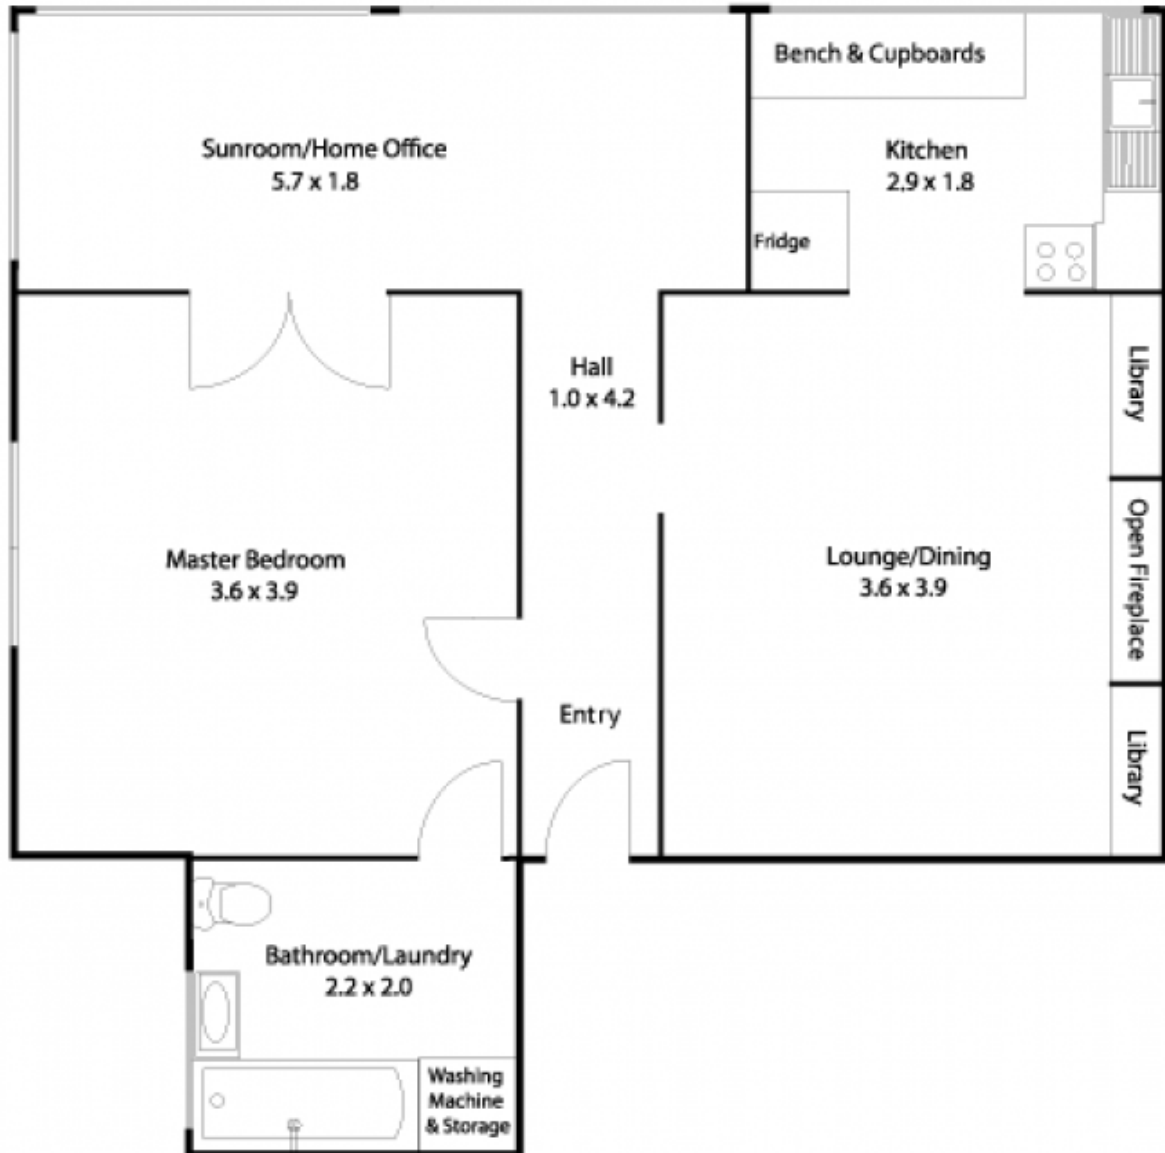 Bench & Cupboards
Sunroom/Home Office
5.7 x 1.8
Kitchen
2.9 x 1.8
Fridge
Hall
1.0 x 4.2
Library
Master Bedroom
3.6 x 3.9
Lounge/Dining
3.6 x 3.9
Open Fireplace
Entry
Library
Bathroom/Laundry
2.2 x 2.0
Washing
Machine
& Storage